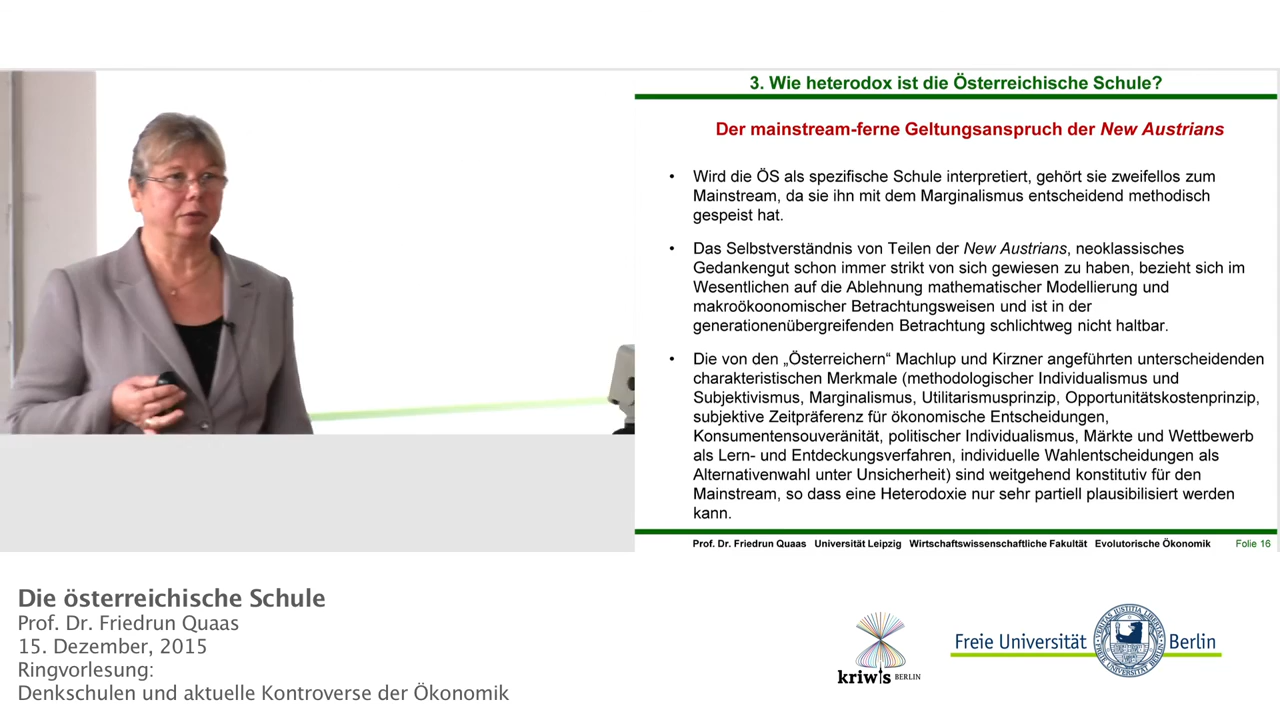 3. Wie heterodox ist die Österreichische Schule?
Der mainstream-ferne Geltungsanspruch der New Austrians
• Wird die ÖS als spezifische Schule interpretiert, gehört sie zweifellos zum
Mainstream, da sie ihn mit dem Marginalismus entscheidend methodisch
gespeist hat.
• Das Selbstverständnis von Teilen der New Austrians, neoklassisches
Gedankengut schon immer strikt von sich gewiesen zu haben, bezieht sich im
Wesentlichen auf die Ablehnung mathematischer Modellierung und
makroökoonomischer Betrachtungsweisen und ist in der
generationenübergreifenden Betrachtung schlichtweg nicht haltbar.
• Die von den „Österreichern“ Machlup und Kirzner angeführten unterscheidenden
charakteristischen Merkmale (methodologischer Individualismus und
Subjektivismus, Marginalismus, Utilitarismusprinzip, Opportunitätskostenprinzip,
subjektive Zeitpräferenz für ökonomische Entscheidungen,
Konsumentensouveränität, politischer Individualismus, Märkte und Wettbewerb
als Lern- und Entdeckungsverfahren, individuelle Wahlentscheidungen als
Alternativenwahl unter Unsicherheit) sind weitgehend konstitutiv für den
Mainstream, so dass eine Heterodoxie nur sehr partiell plausibilisiert werden
kann.
Prof. Dr. Friedrun Quaas Universität Leipzig Wirtschaftswissenschaftliche Fakultät Evolutorische Ökonomik Folie 16
Die österreichische Schule
Prof. Dr. Friedrun Quaas
15. Dezember, 2015
Ringvorlesung:
Denkschulen und aktuelle Kontroverse der Ökonomik
kriwis BERLIN
Freie Universität Berlin